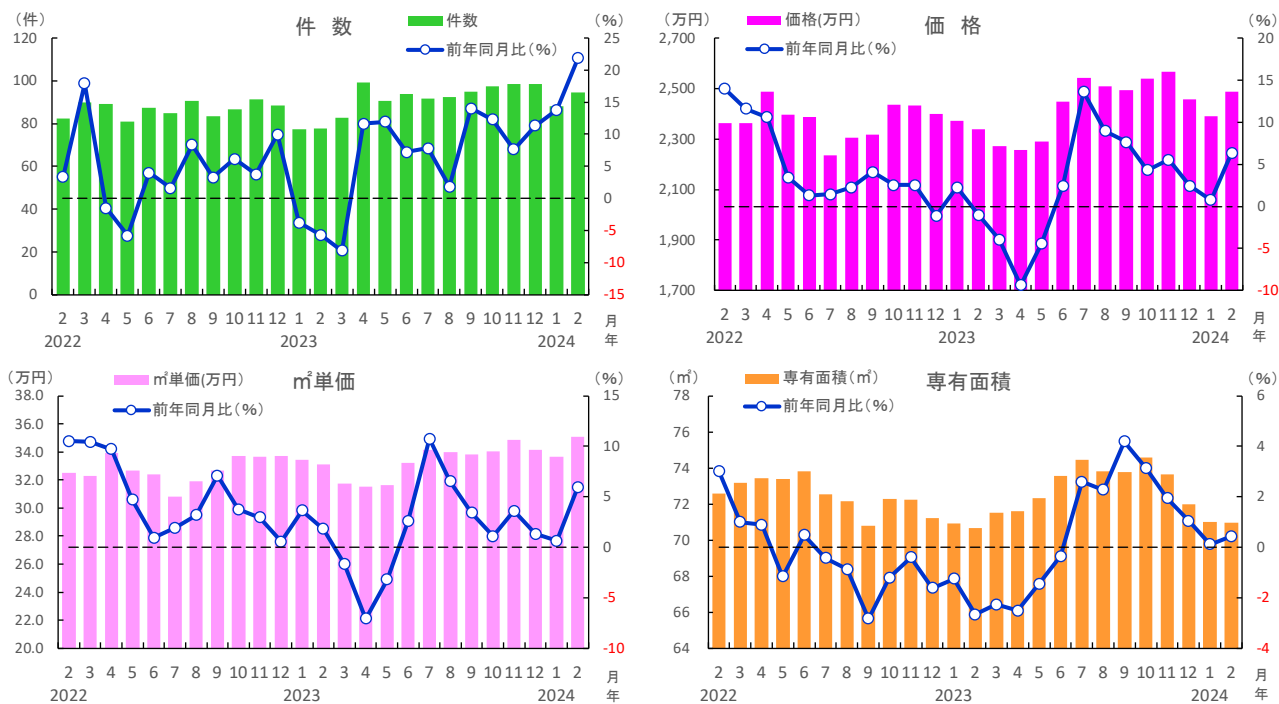 （件）
件数
件　数
（%）
前年同月比（%）
120
100
80
60
40
20
0
25
20
15
10
5
0
-5
-10
-15
2 3 4 5 6 7 8 9 10 11 12 1 2 3 4 5 6 7 8 9 10 11 12 1 2 月
2022 2023 2024 年
（万円）
価格(万円)
価　格
（%）
前年同月比（%）
2,700
2,500
2,300
2,100
1,900
1,700
20
15
10
5
0
-5
-10
2 3 4 5 6 7 8 9 10 11 12 1 2 3 4 5 6 7 8 9 10 11 12 1 2 月
2022 2023 2024 年
（万円）
㎡単価(万円)
㎡単価
（%）
前年同月比（%）
38.0
36.0
34.0
32.0
30.0
28.0
26.0
24.0
22.0
20.0
15
10
5
0
-5
-10
2 3 4 5 6 7 8 9 10 11 12 1 2 3 4 5 6 7 8 9 10 11 12 1 2 月
2022 2023 2024 年
（㎡）
専有面積（㎡）
専有面積
（%）
前年同月比（%）
78
76
74
72
70
68
66
64
6
4
2
0
-2
-4
2 3 4 5 6 7 8 9 10 11 12 1 2 3 4 5 6 7 8 9 10 11 12 1 2 月
2022 2023 2024 年